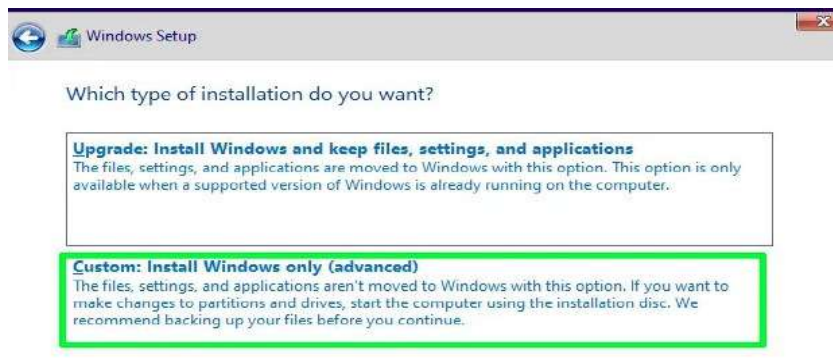 Windows Setup
Which type of installation do you want?
Upgrade: Install Windows and keep files, settings, and applications
The files, settings, and applications are moved to Windows with this option. This option is only
available when a supported version of Windows is already running on the computer.
Custom: Install Windows only (advanced)
The files, settings, and applications aren't moved to Windows with this option. If you want to
make changes to partitions and drives, start the computer using the installation disc. We
recommend backing up your files before you continue.